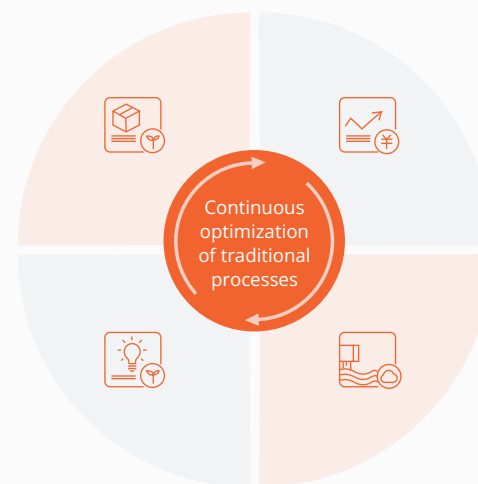 Continuous
optimization
of traditional
processes